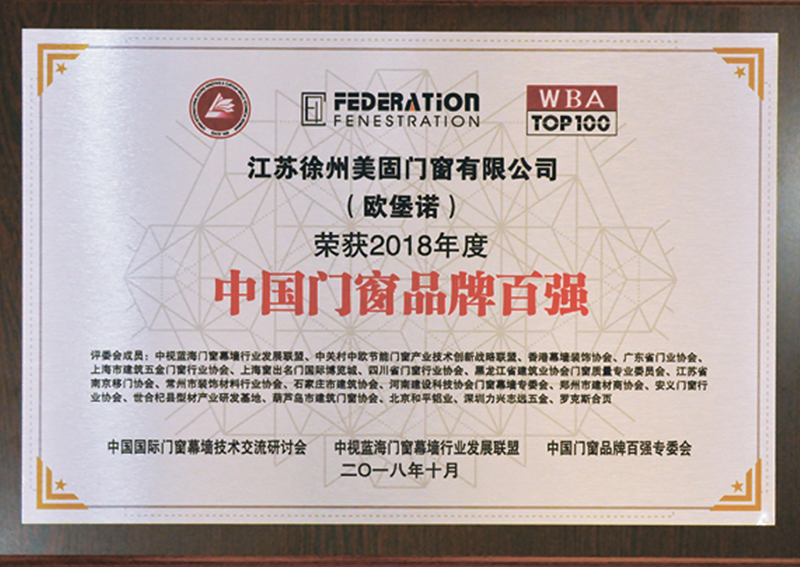 FEDERATION
FENESTRATION
WBA
TOP100
江苏徐州美固门窗有限公司
（欧堡诺）
荣获2018年度
中国门窗品牌百强
评委会成员：中视蓝海门窗幕墙行业发展联盟、中关村中欧节能门窗产业技术创新战略联盟、香港幕墙装饰协会、广东省门业协会、
上海市建筑五金门窗行业协会、上海窗出名门国际博览城、四川省门窗行业协会、黑龙江省建筑业协会门窗质量专业委员会、江苏省
南京移门协会、常州市装饰材料行业协会、石家庄市建筑协会、河南建设科技协会门窗幕墙专委会、郑州市建材商协会、安义门窗行
业协会、世合杞县型材产业研发基地、葫芦岛市建筑门窗协会、北京和平铝业、深圳力兴志远五金、罗克斯合页
中国国际门窗幕墙技术交流研讨会 中视蓝海门窗幕墙行业发展联盟 中国门窗品牌百强专委会
二〇一八年十月